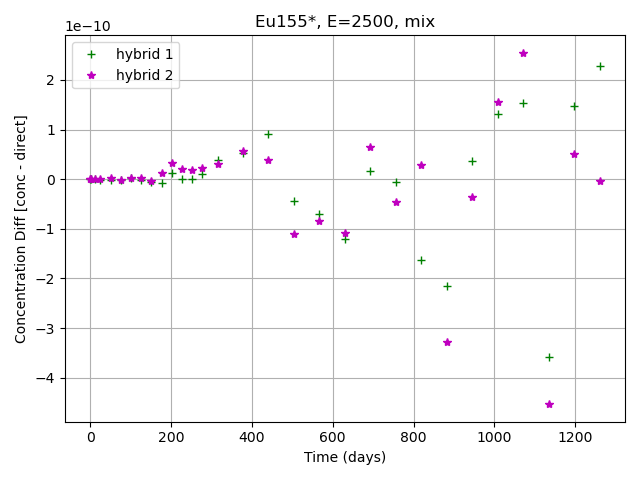 Eu155*, E=2500, mix
1e−10
hybrid 1
hybrid 2
2
1
0
−1
−2
−3
−4
Concentration Diff [conc - direct]
0 200 400 600 800 1000 1200
Time (days)